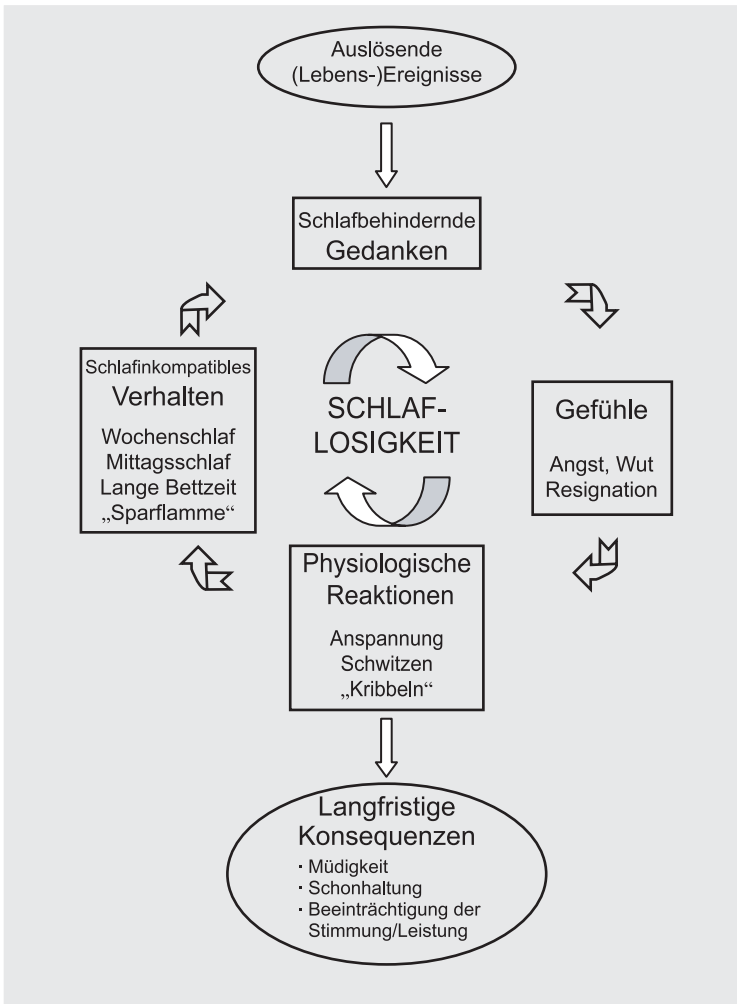 Auslösende
(Lebens-)Ereignisse
Schlafbehindernde
Gedanken
Schlafinkompatibles
Verhalten
Wochenschlaf
Mittagsschlaf
Lange Bettzeit
„Sparflamme“
SCHLAF-
LOSIGKEIT
Gefühle
Angst, Wut
Resignation
Physiologische
Reaktionen
Anspannung
Schwitzen
„Kribbeln“
Langfristige
Konsequenzen
· Müdigkeit
· Schonhaltung
· Beeinträchtigung der
Stimmung/Leistung